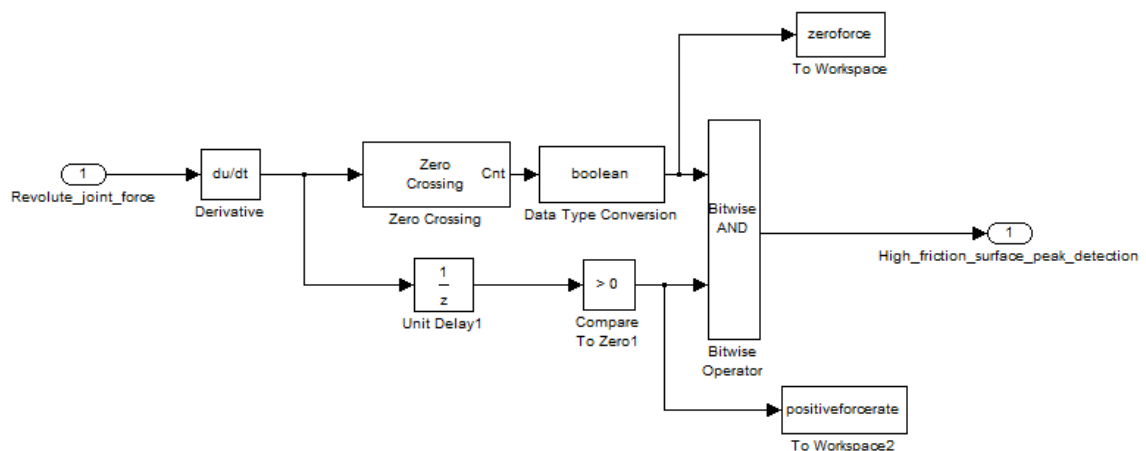 zeroforce
To Workspace
1
Revolute_joint_force
du/dt
Derivative
Zero
Crossing
Cnt
Zero Crossing
boolean
Data Type Conversion
Bitwise
AND
1
High_friction_surface_peak_detection
1
z
Unit Delay1
> 0
Compare
To Zero1
Bitwise
Operator
positiveforcerate
To Workspace2